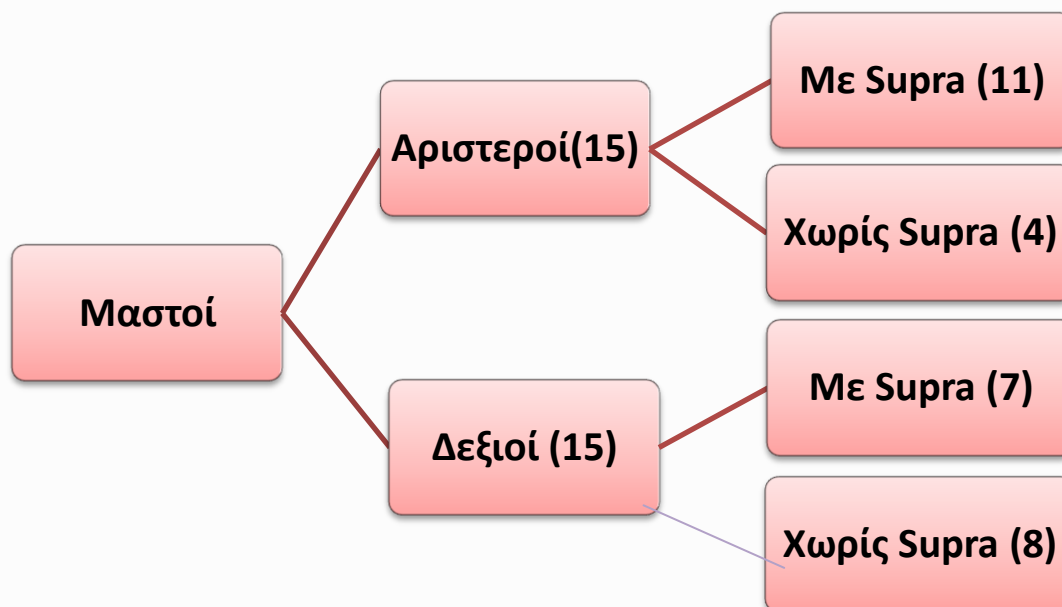 Μαστοί
Αριστεροί(15)
Με Supra (11)
Χωρίς Supra (4)
Δεξιοί (15)
Με Supra (7)
Χωρίς Supra (8)